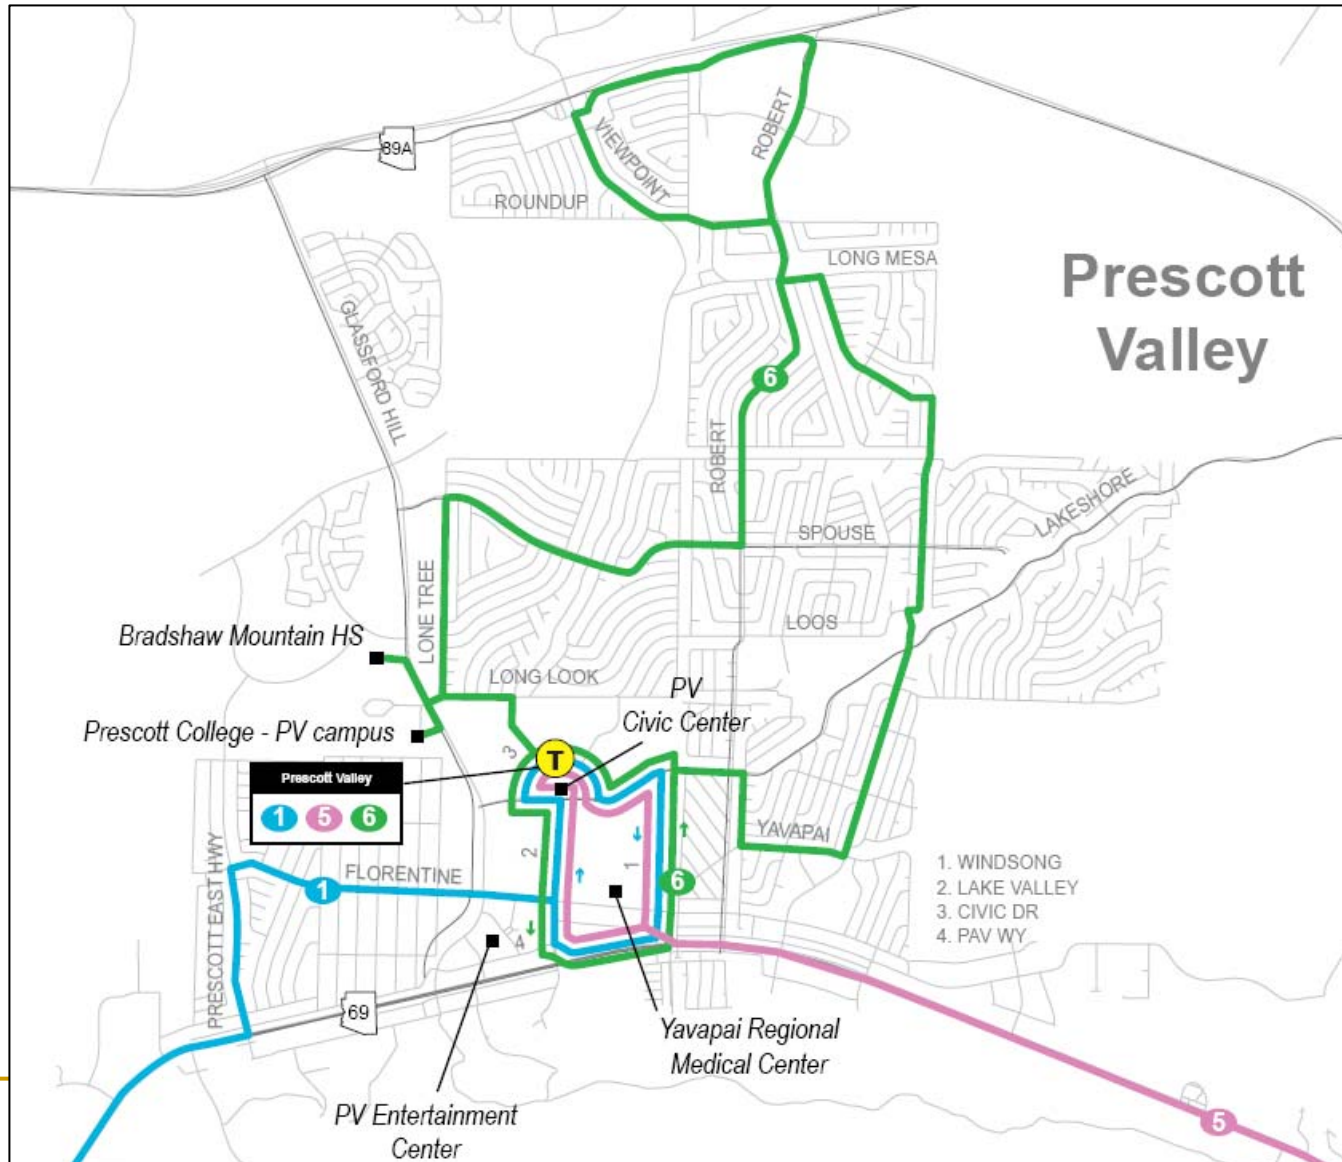 89A
VIEWPOINT
ROBERT
ROUNDUP
LONG MESA
Prescott
Valley
GLASSFORD HILL
6
ROBERT
SPOUSE
LAKESHORE
LONE TREE
LOOS
Bradshaw Mountain HS
LONG LOOK
PV
Civic Center
Prescott College - PV campus
3
T
Prescott Valley
1 5 6
YAVAPAI
2
1
FLORENTINE
1
6
PRESCOTT EAST HWY
4
1. WINDSONG
2. LAKE VALLEY
3. CIVIC DR
4. PAV WY
69
Yavapai Regional
Medical Center
PV Entertainment
Center
5